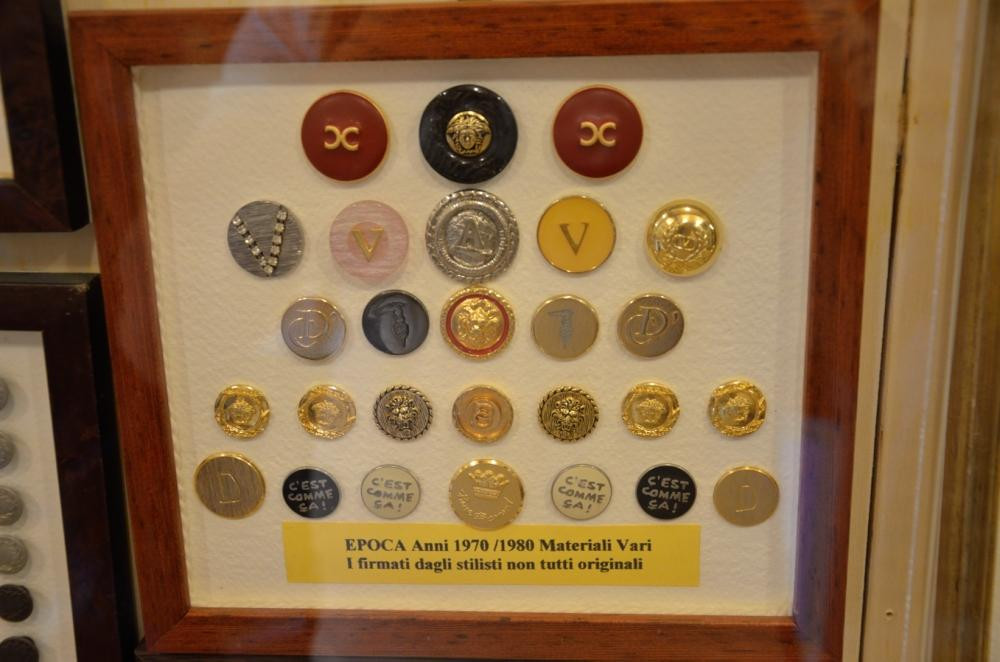 V
V
A
V
D
D
B
D
C'EST
COMME
ÇA!
C'EST
COMME
ÇA!
C'EST
COMME
ÇA!
C'EST
COMME
ÇA!
D
EPOCA Anni 1970 /1980 Materiali Vari
I firmati dagli stilisti non tutti originali